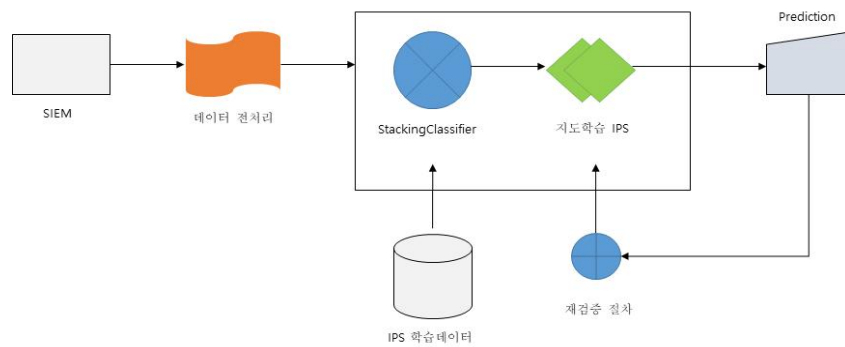 Prediction
SIEM
데이터 전처리
StackingClassifier
지도학습 IPS
IPS 학습데이터
재검증 절차